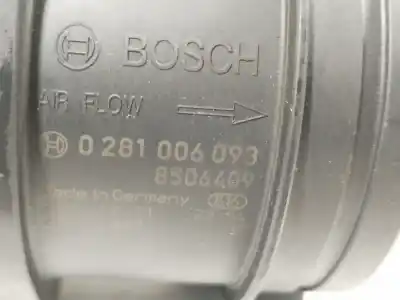 BOSCH
AIR FLOW
0 281 006 093
8506409
Made in Germany